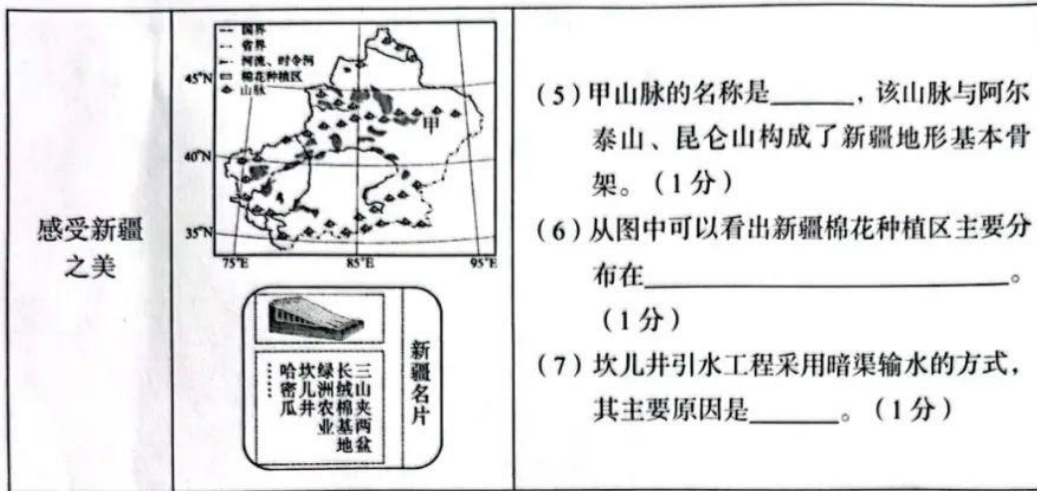 感受新疆
之美
国界
省界
河流、时令河
棉花种植区
山脉
45°N
40°N
35°N
75°E
85°E
95°E
甲
新疆名片
三山夹两盆
长绒棉基地
绿洲农业
坎儿井
哈密瓜
……
(5)甲山脉的名称是______,该山脉与阿尔
泰山、昆仑山构成了新疆地形基本骨
架。(1分)
(6)从图中可以看出新疆棉花种植区主要分
布在______________________。
(1分)
(7)坎儿井引水工程采用暗渠输水的方式,
其主要原因是______。(1分)